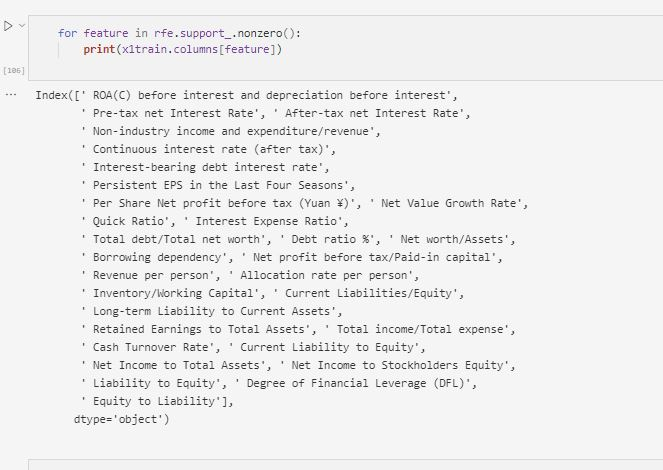 for feature in rfe.support_.nonzero():
print(x1train.columns[feature])
[106]
... Index([' ROA(C) before interest and depreciation before interest',
' Pre-tax net Interest Rate', ' After-tax net Interest Rate',
' Non-industry income and expenditure/revenue',
' Continuous interest rate (after tax)',
' Interest-bearing debt interest rate',
' Persistent EPS in the Last Four Seasons',
' Per Share Net profit before tax (Yuan ¥)', ' Net Value Growth Rate',
' Quick Ratio', ' Interest Expense Ratio',
' Total debt/Total net worth', ' Debt ratio %', ' Net worth/Assets',
' Borrowing dependency', ' Net profit before tax/Paid-in capital',
' Revenue per person', ' Allocation rate per person',
' Inventory/Working Capital', ' Current Liabilities/Equity',
' Long-term Liability to Current Assets',
' Retained Earnings to Total Assets', ' Total income/Total expense',
' Cash Turnover Rate', ' Current Liability to Equity',
' Net Income to Total Assets', ' Net Income to Stockholders Equity',
' Liability to Equity', ' Degree of Financial Leverage (DFL)',
' Equity to Liability'],
dtype='object')